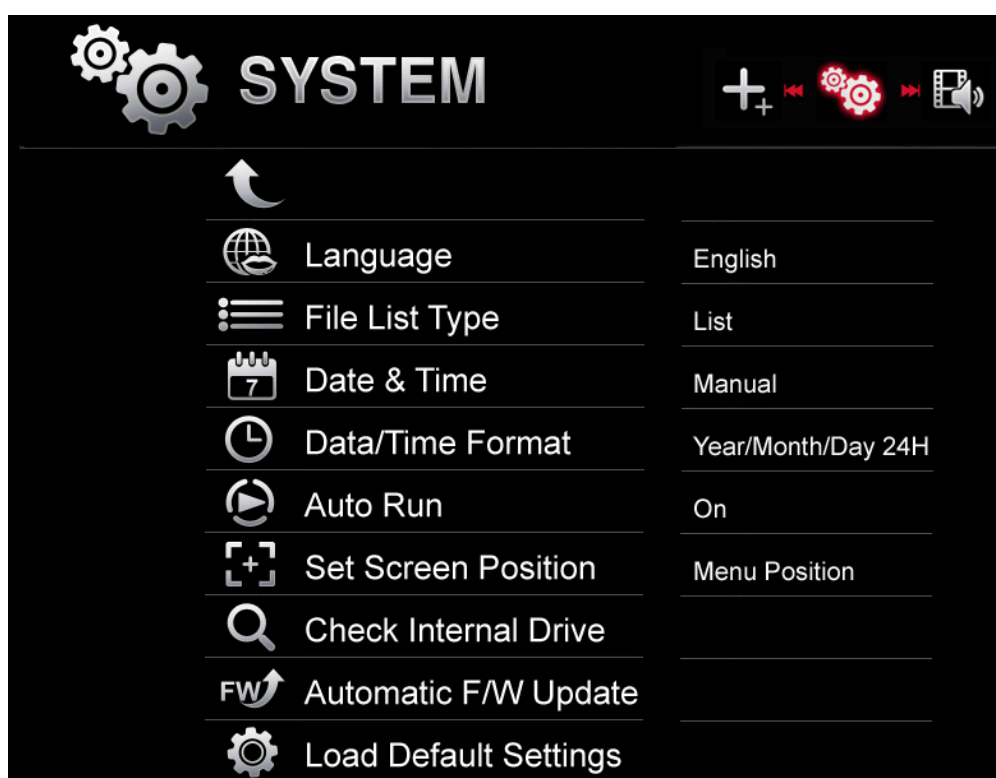 SYSTEM
Language English
File List Type List
7
Date & Time Manual
Data/Time Format Year/Month/Day 24H
Auto Run On
Set Screen Position Menu Position
Check Internal Drive
FW Automatic F/W Update
Load Default Settings